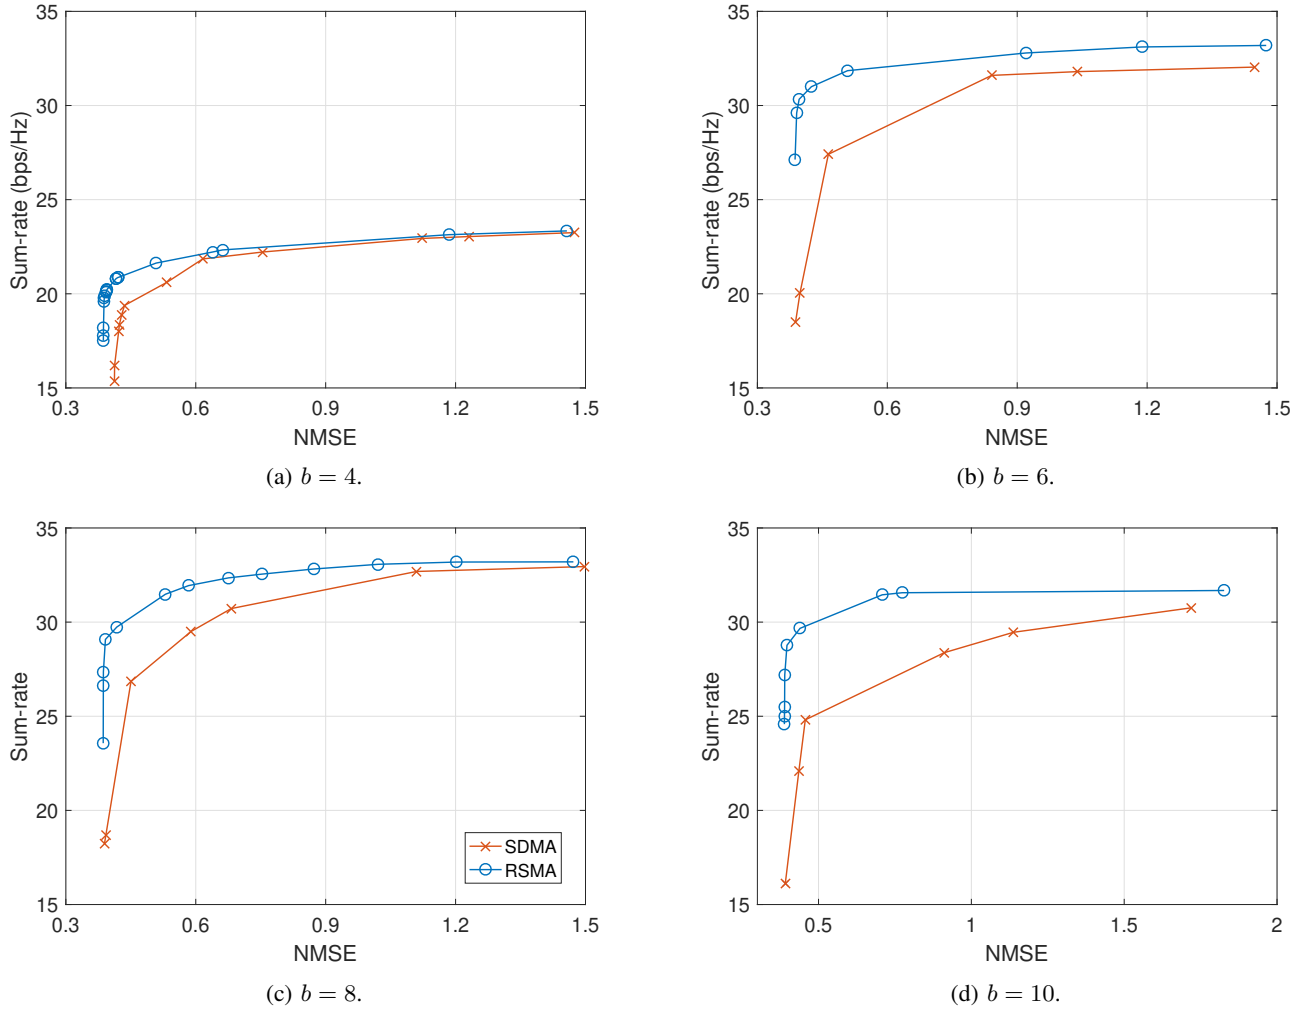 35
30
25
20
15
0.3 0.6 0.9 1.2 1.5
Sum-rate (bps/Hz)
NMSE
(a) b = 4.
35
30
25
20
15
0.3 0.6 0.9 1.2 1.5
Sum-rate (bps/Hz)
NMSE
(b) b = 6.
35
30
25
20
15
0.3 0.6 0.9 1.2 1.5
Sum-rate
NMSE
SDMA
RSMA
(c) b = 8.
35
30
25
20
15
0.5 1 1.5 2
Sum-rate
NMSE
(d) b = 10.